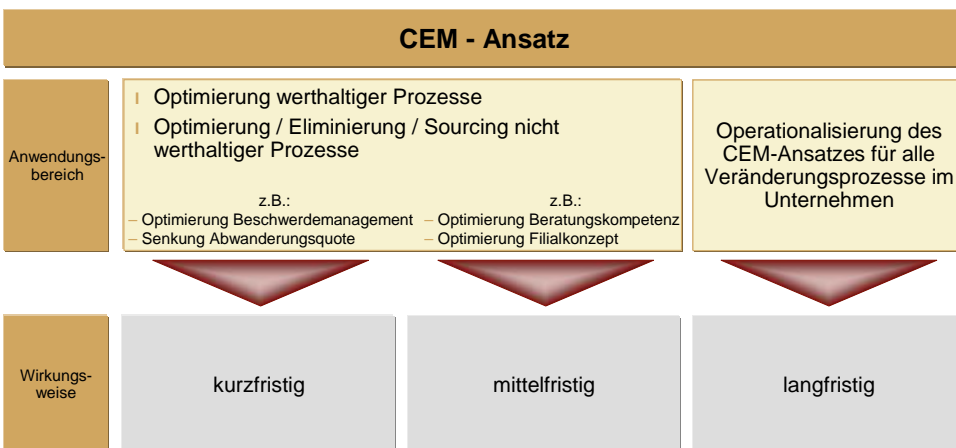 CEM - Ansatz
Anwendungs-
bereich
Optimierung werthaltiger Prozesse
Optimierung / Eliminierung / Sourcing nicht
werthaltiger Prozesse
z.B.:
– Optimierung Beschwerdemanagement
– Senkung Abwanderungsquote
z.B.:
– Optimierung Beratungskompetenz
– Optimierung Filialkonzept
Operationalisierung des
CEM-Ansatzes für alle
Veränderungsprozesse im
Unternehmen
Wirkungs-
weise
kurzfristig
mittelfristig
langfristig